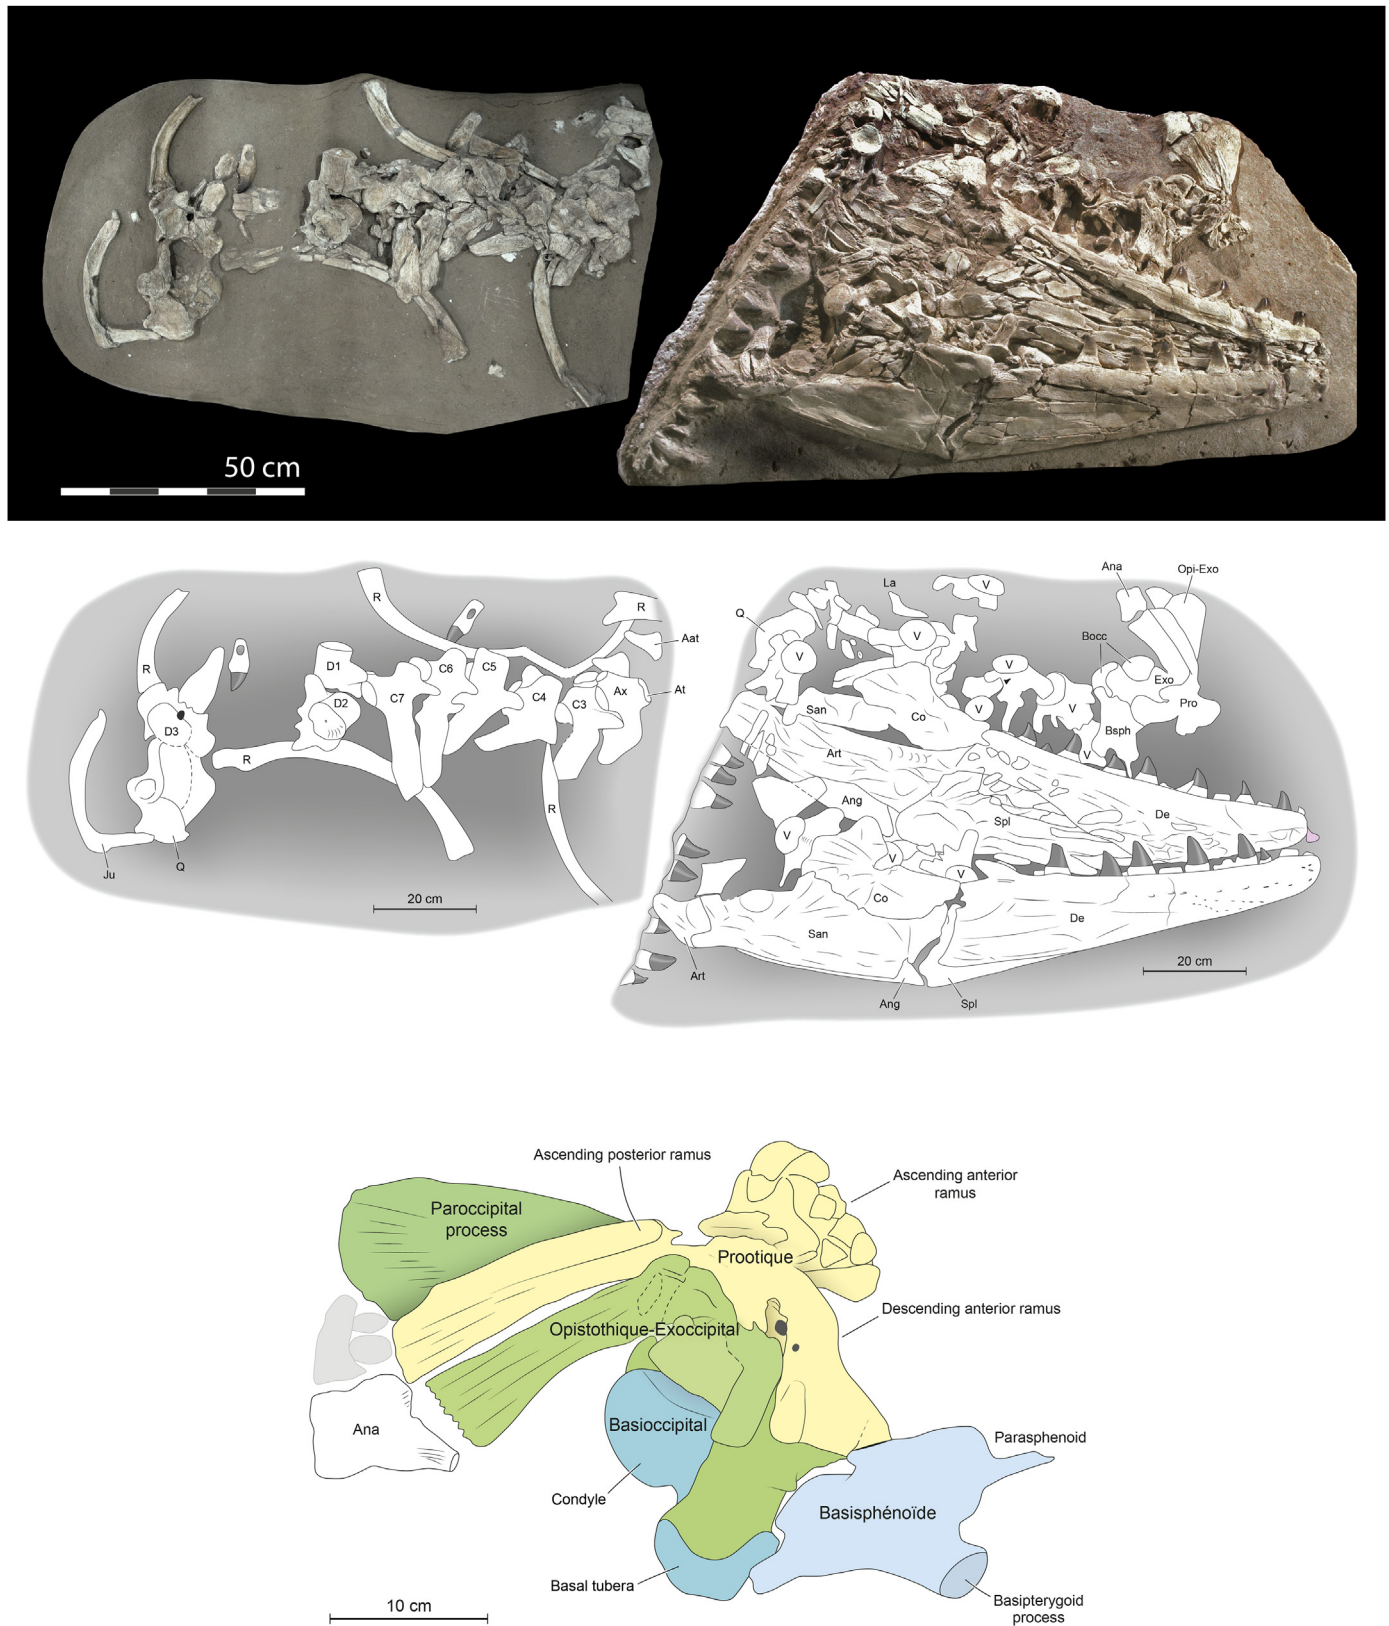 50 cm
R
R
R
Aat
D1
C6
C5
C7
C4
Ax
At
C3
D2
R
D3
R
R
Ju
Q
20 cm
La
V
Ana
Opi-Exo
Q
V
V
Bocc
V
Exo
San
Co
V
V
Pro
Bsph
Art
V
Ang
Spl
De
V
V
V
Co
San
De
Art
20 cm
Ang
Spl
Ascending posterior ramus
Ascending anterior
ramus
Paroccipital
process
Prootique
Descending anterior ramus
Opistothique-Exoccipital
Ana
Basioccipital
Parasphenoid
Condyle
Basisphénoïde
Basal tubera
Basipterygoid
process
10 cm